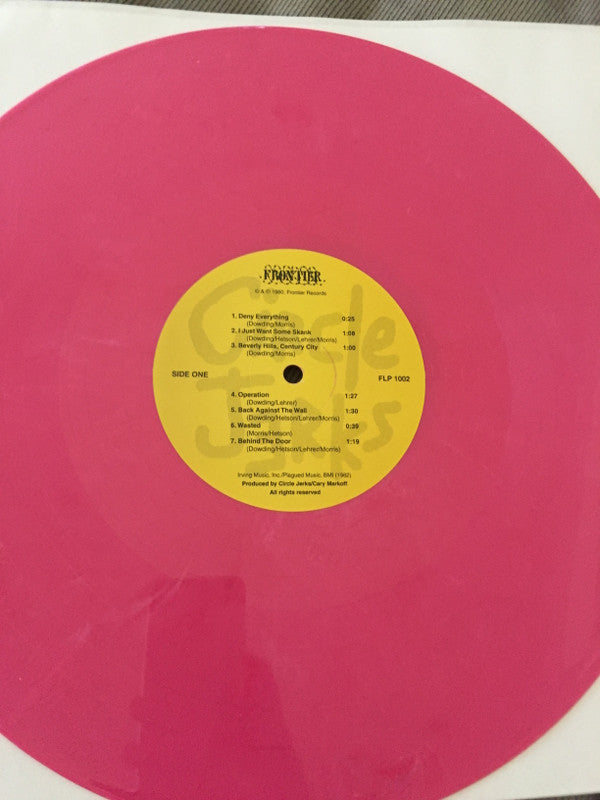 FRONTIER
℗ & © 1980, Frontier Records
Circle Jerks
1. Deny Everything 0:25
(Dowding/Morris)
2. I Just Want Some Skank 1:08
(Dowding/Hetson/Lehrer/Morris)
3. Beverly Hills, Century City 1:00
(Dowding/Morris)
SIDE ONE FLP 1002
4. Operation 1:27
(Dowding/Lehrer)
5. Back Against The Wall 1:30
(Dowding/Hetson/Lehrer/Morris)
6. Wasted 0:39
(Morris/Hetson)
7. Behind The Door 1:19
(Dowding/Hetson/Lehrer/Morris)
Irving Music, Inc./Plagued Music, BMI (1982)
Produced by Circle Jerks/Cary Markoff
All rights reserved